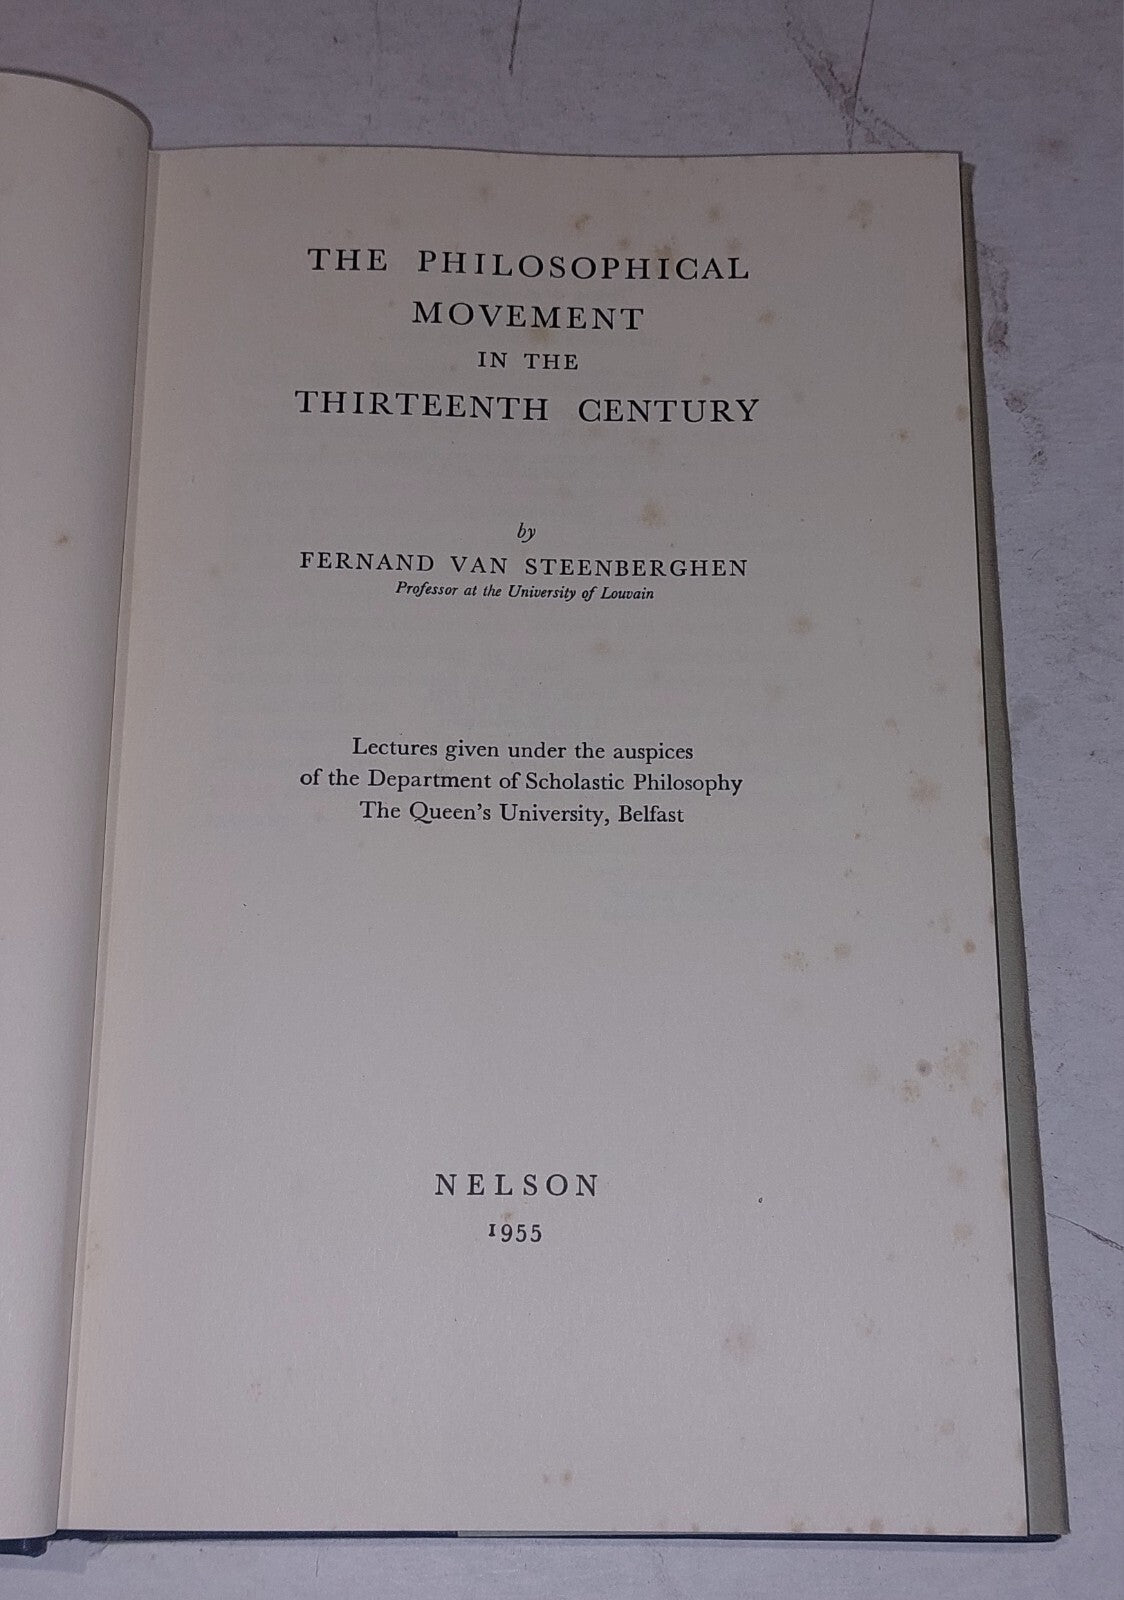 THE PHILOSOPHICAL
MOVEMENT
IN THE
THIRTEENTH CENTURY
by
FERNAND VAN STEENBERGHEN
Professor at the University of Louvain
Lectures given under the auspices
of the Department of Scholastic Philosophy
The Queen's University, Belfast
NELSON
1955